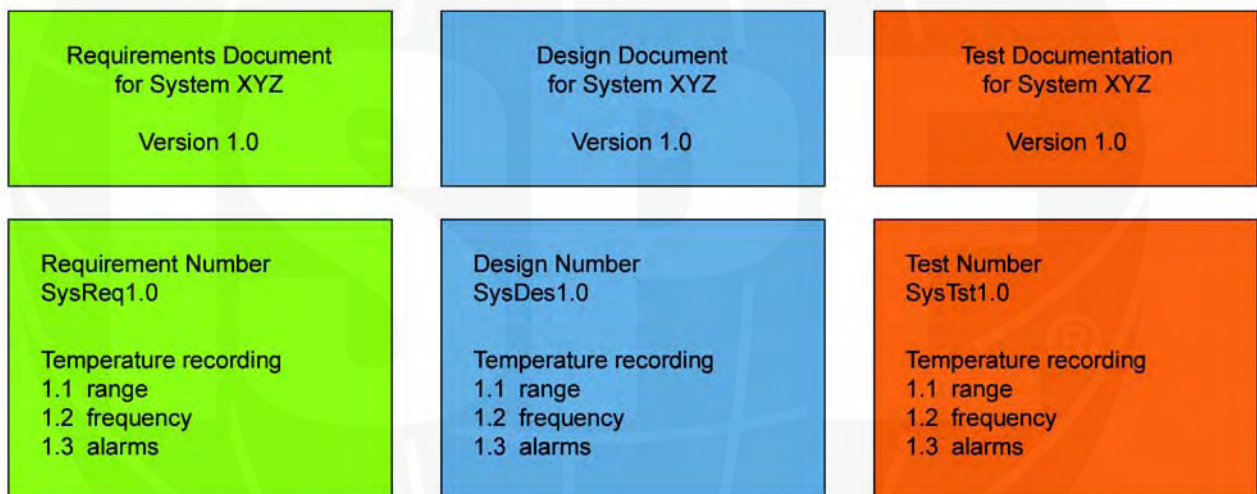 Requirements Document
for System XYZ
Version 1.0
Design Document
for System XYZ
Version 1.0
Test Documentation
for System XYZ
Version 1.0
Requirement Number
SysReq1.0
Temperature recording
1.1 range
1.2 frequency
1.3 alarms
Design Number
SysDes1.0
Temperature recording
1.1 range
1.2 frequency
1.3 alarms
Test Number
SysTst1.0
Temperature recording
1.1 range
1.2 frequency
1.3 alarms